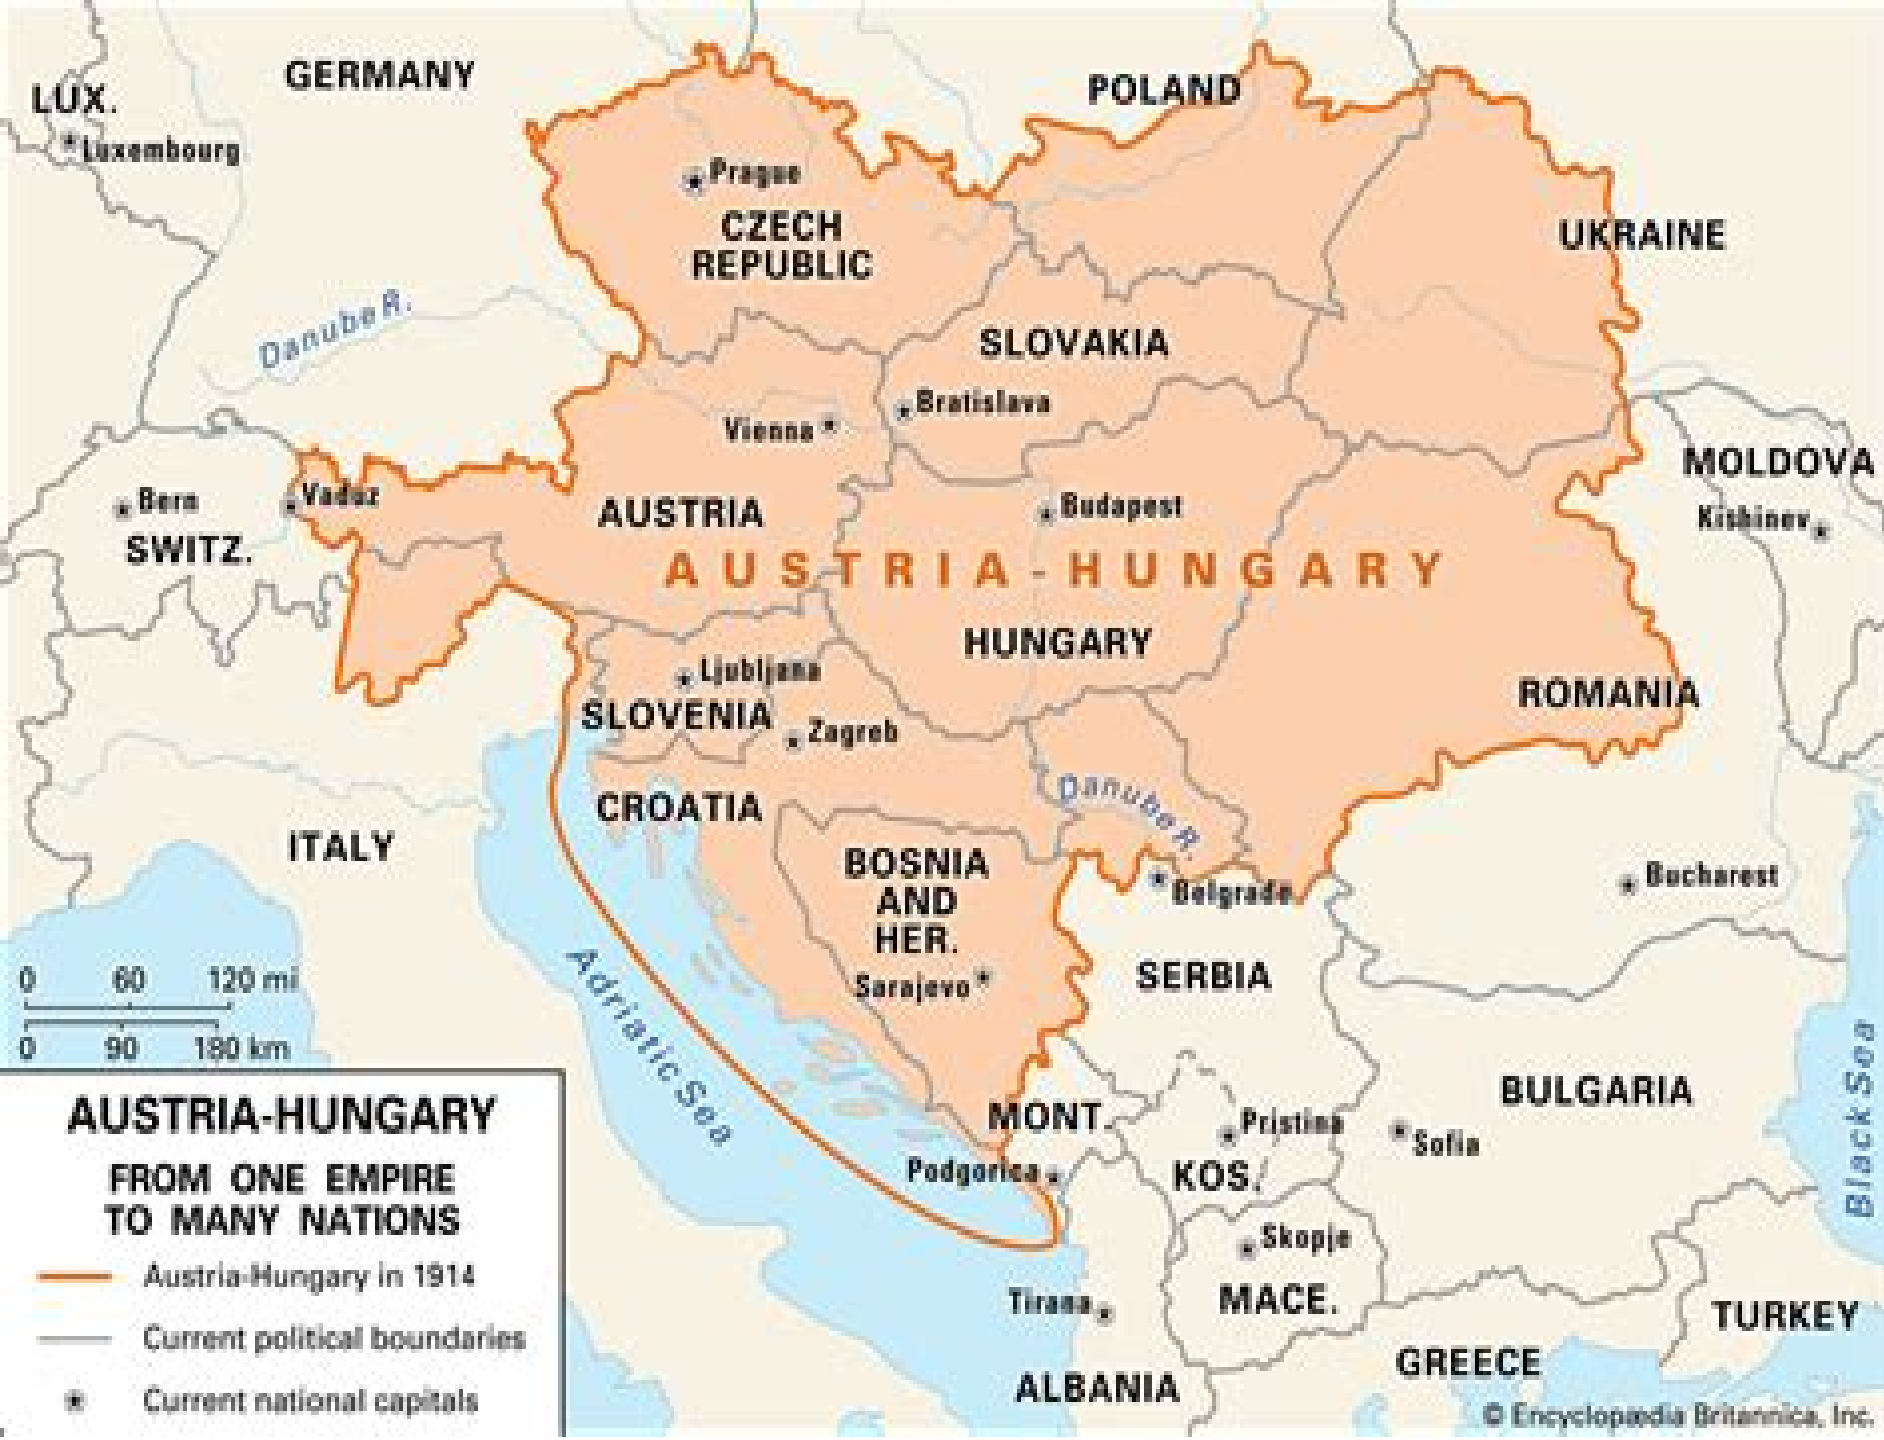 GERMANY
POLAND
LUX.
Luxembourg
Prague
CZECH
REPUBLIC
UKRAINE
Danube R.
SLOVAKIA
Bratislava
Vienna
MOLDOVA
Kishinev
Bern
SWITZ.
Vaduz
AUSTRIA
Budapest
AUSTRIA-HUNGARY
HUNGARY
Ljubljana
SLOVENIA
Zagreb
ROMANIA
CROATIA
Danube R.
ITALY
BOSNIA
AND
HER.
Sarajevo
Belgrade
Bucharest
SERBIA
Adriatic Sea
0 60 120 mi
0 90 180 km
MONT.
Podgorica
Pristina
KOS.
Sofia
BULGARIA
Black Sea
Skopje
MACE.
Tirana
ALBANIA
GREECE
TURKEY
AUSTRIA-HUNGARY
FROM ONE EMPIRE
TO MANY NATIONS
Austria-Hungary in 1914
Current political boundaries
Current national capitals
© Encyclopædia Britannica, Inc.